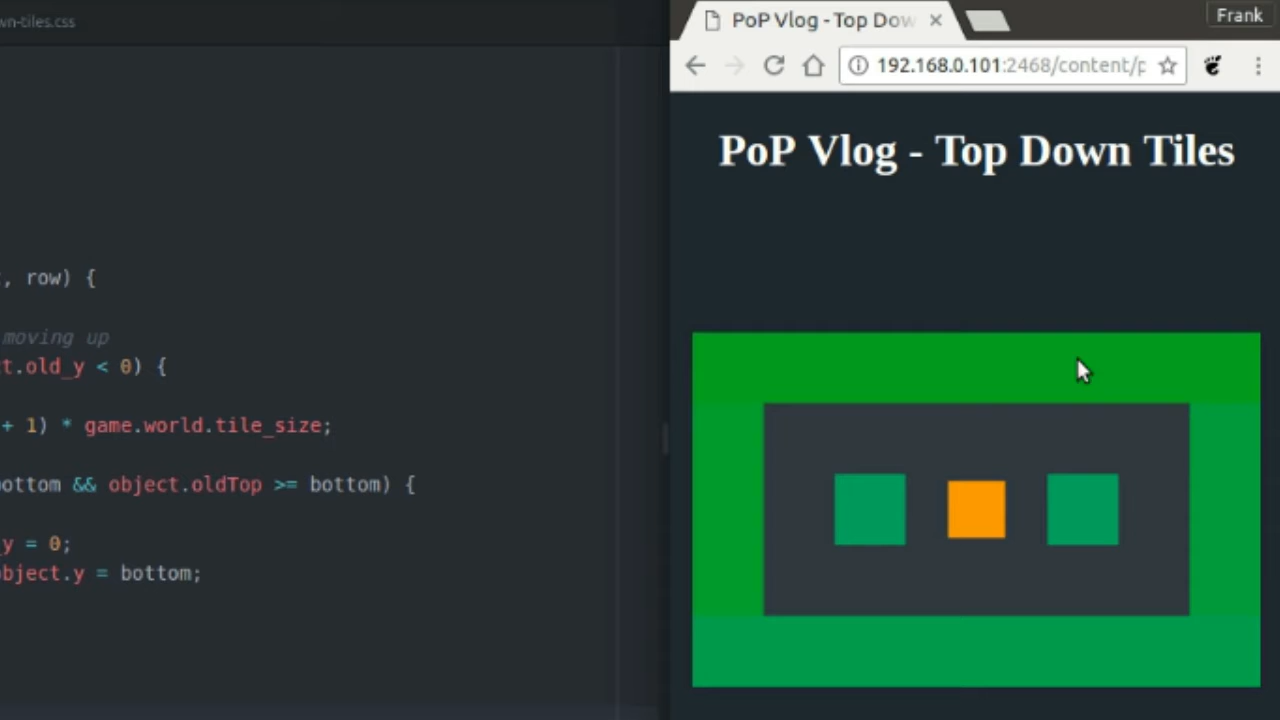 wn-tiles.css
, row) {
moving up
t.old_y < 0) {
+ 1) * game.world.tile_size;
ottom && object.oldTop >= bottom) {
y = 0;
bject.y = bottom;
PoP Vlog - Top Dow
Frank
192.168.0.101:2468/content/p
PoP Vlog - Top Down Tiles